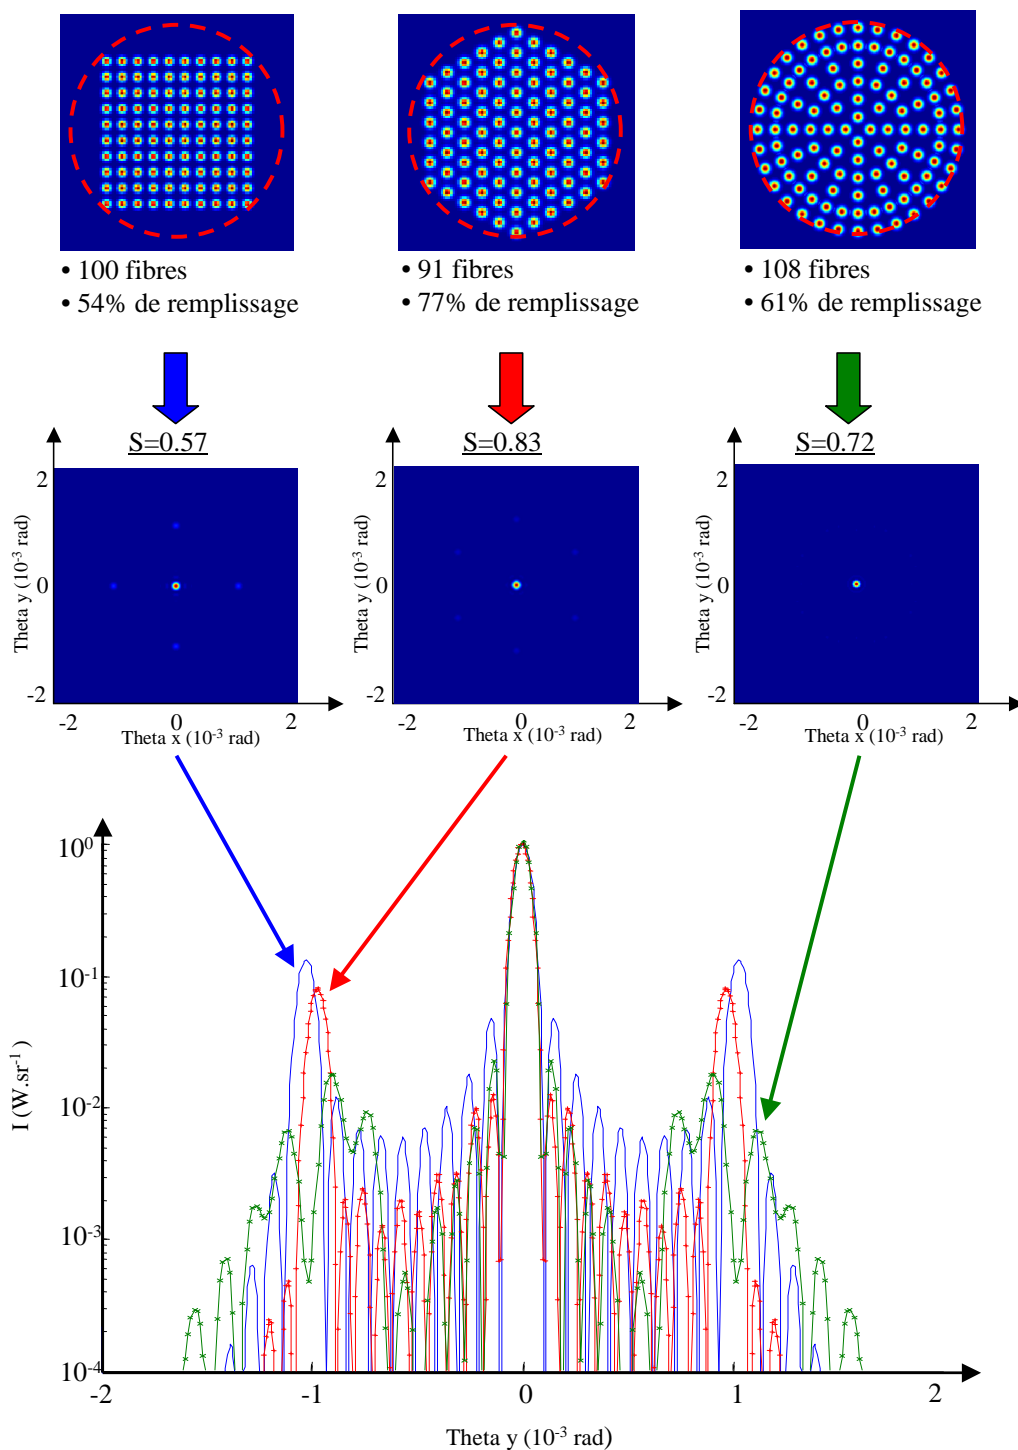 • 100 fibres
• 54% de remplissage
• 91 fibres
• 77% de remplissage
• 108 fibres
• 61% de remplissage
S=0.57
S=0.83
S=0.72
2
0
-2
Theta y (10⁻³ rad)
-2
0
2
Theta x (10⁻³ rad)
2
0
-2
Theta y (10⁻³ rad)
-2
0
2
Theta x (10⁻³ rad)
2
0
-2
Theta y (10⁻³ rad)
-2
0
2
Theta x (10⁻³ rad)
10⁰
10⁻¹
10⁻²
10⁻³
10⁻⁴
I (W.sr⁻¹ )
-2
-1
0
1
2
Theta y (10⁻³ rad)